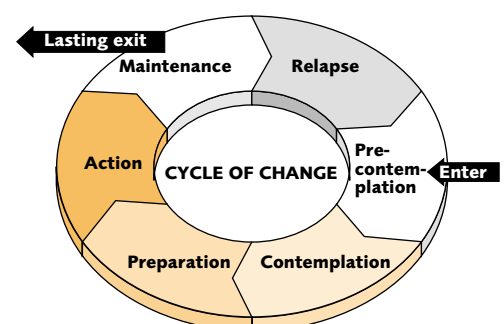 Lasting exit
Maintenance
Relapse
Action
CYCLE OF CHANGE
Pre-
contem-
plation
Enter
Preparation
Contemplation